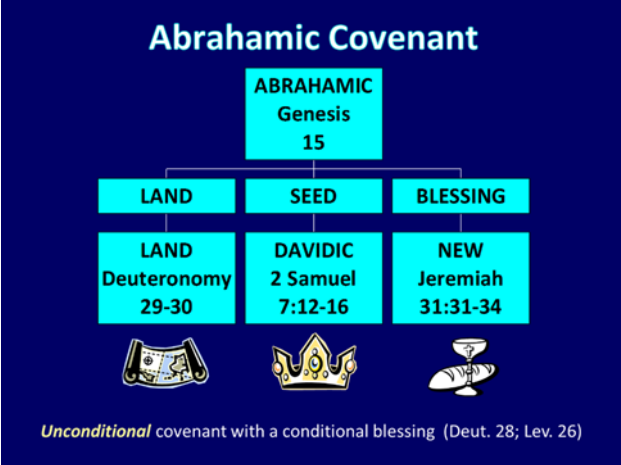 Abrahamic Covenant
ABRAHAMIC
Genesis
15
LAND
SEED
BLESSING
LAND
Deuteronomy
29-30
DAVIDIC
2 Samuel
7:12-16
NEW
Jeremiah
31:31-34
Unconditional covenant with a conditional blessing (Deut. 28; Lev. 26)